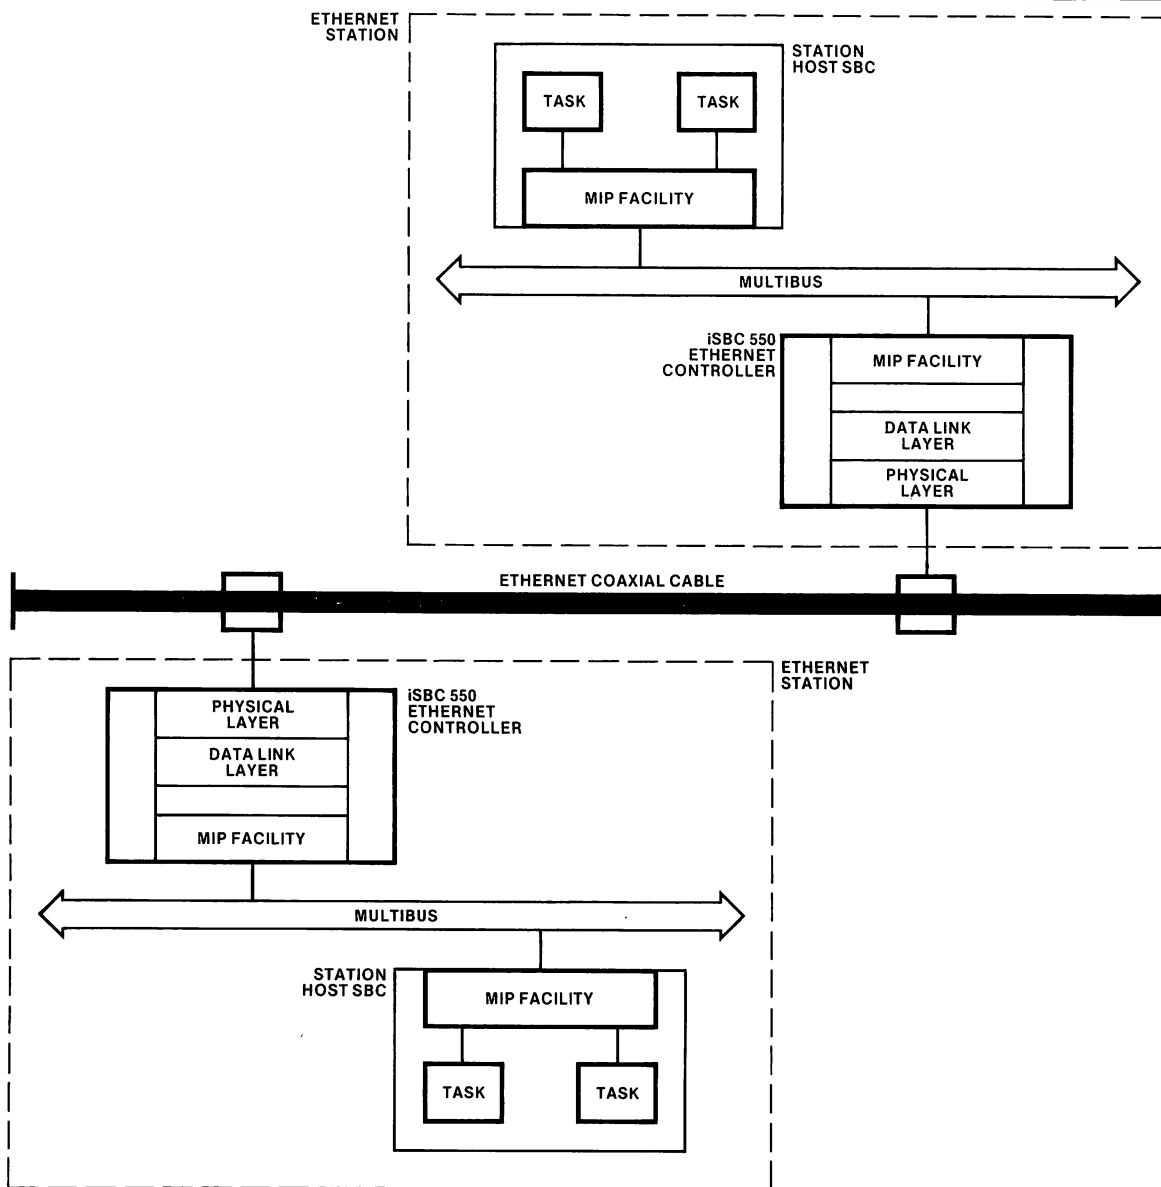 ETHERNET
STATION
STATION
HOST SBC
TASK
TASK
MIP FACILITY
MULTIBUS
iSBC 550
ETHERNET
CONTROLLER
MIP FACILITY
DATA LINK
LAYER
PHYSICAL
LAYER
ETHERNET COAXIAL CABLE
ETHERNET
STATION
iSBC 550
ETHERNET
CONTROLLER
PHYSICAL
LAYER
DATA LINK
LAYER
MIP FACILITY
MULTIBUS
STATION
HOST SBC
MIP FACILITY
TASK
TASK